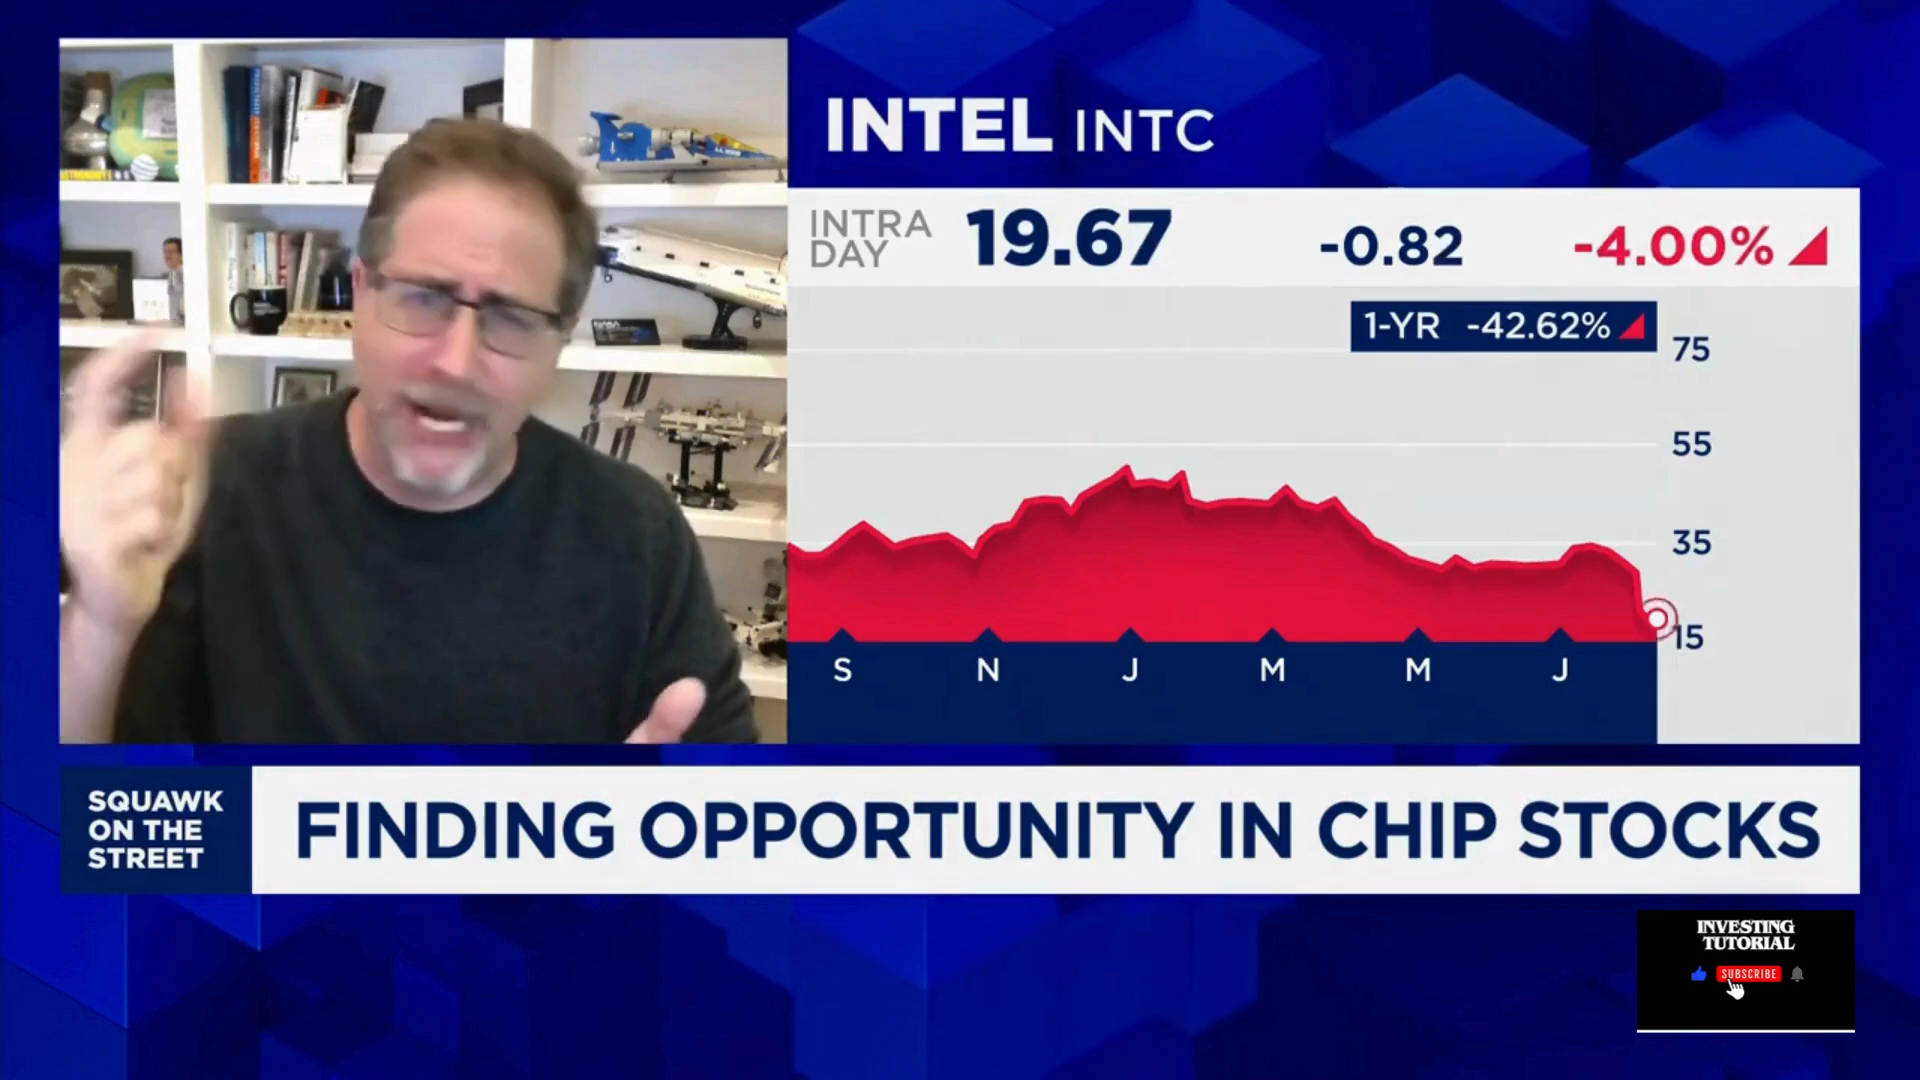 INTEL INTC
INTRA
DAY
19.67 -0.82 -4.00%
1-YR -42.62%
75
55
35
15
S N J M M J
SQUAWK
ON THE
STREET
FINDING OPPORTUNITY IN CHIP STOCKS
INVESTING
TUTORIAL
SUBSCRIBE